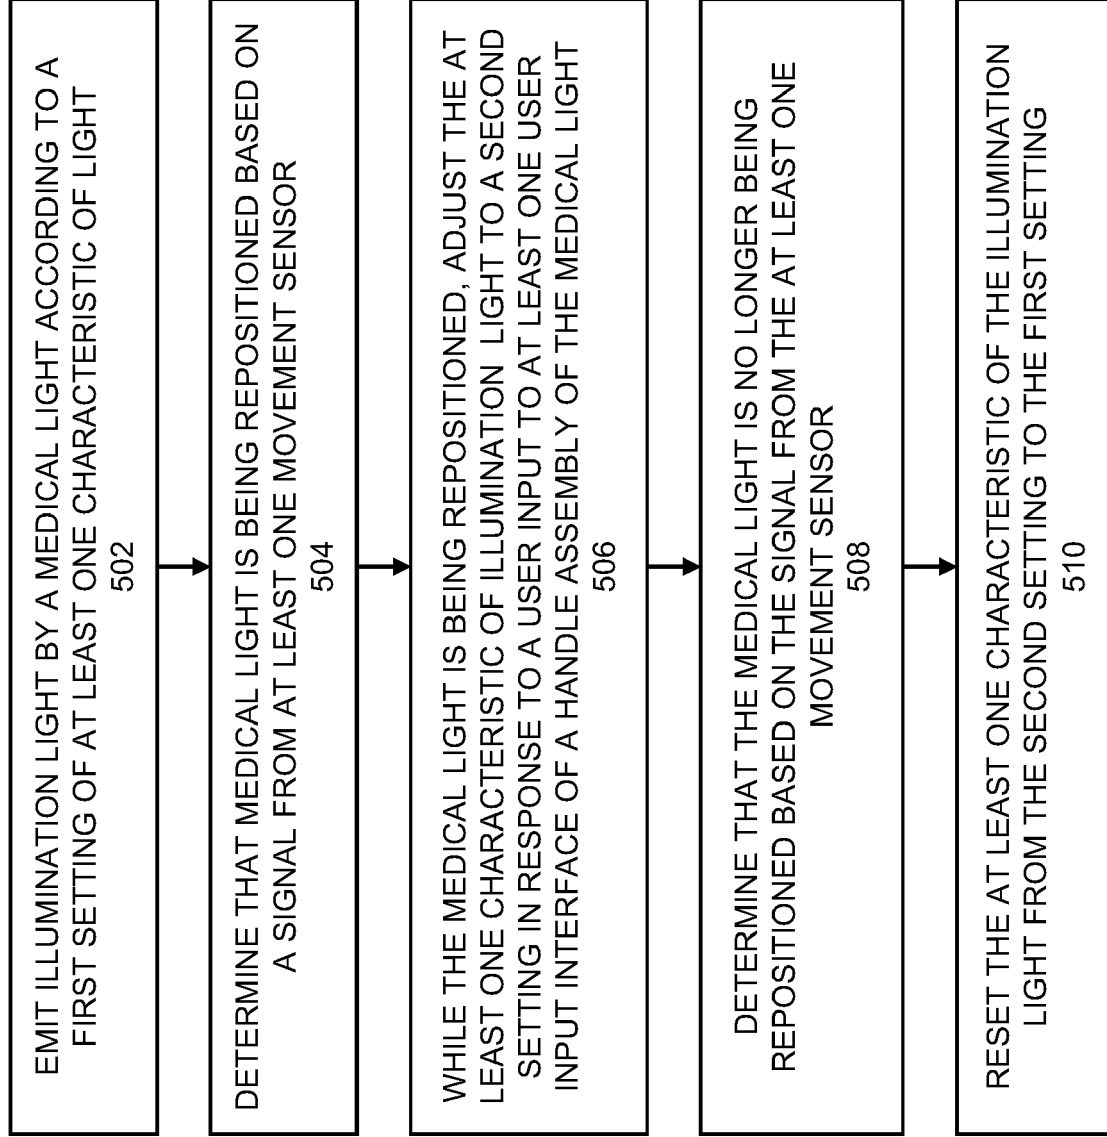 EMIT ILLUMINATION LIGHT BY A MEDICAL LIGHT ACCORDING TO A
FIRST SETTING OF AT LEAST ONE CHARACTERISTIC OF LIGHT
502
DETERMINE THAT MEDICAL LIGHT IS BEING REPOSITIONED BASED ON
A SIGNAL FROM AT LEAST ONE MOVEMENT SENSOR
504
WHILE THE MEDICAL LIGHT IS BEING REPOSITIONED, ADJUST THE AT
LEAST ONE CHARACTERISTIC OF ILLUMINATION LIGHT TO A SECOND
SETTING IN RESPONSE TO A USER INPUT TO AT LEAST ONE USER
INPUT INTERFACE OF A HANDLE ASSEMBLY OF THE MEDICAL LIGHT
506
DETERMINE THAT THE MEDICAL LIGHT IS NO LONGER BEING
REPOSITIONED BASED ON THE SIGNAL FROM THE AT LEAST ONE
MOVEMENT SENSOR
508
RESET THE AT LEAST ONE CHARACTERISTIC OF THE ILLUMINATION
LIGHT FROM THE SECOND SETTING TO THE FIRST SETTING
510